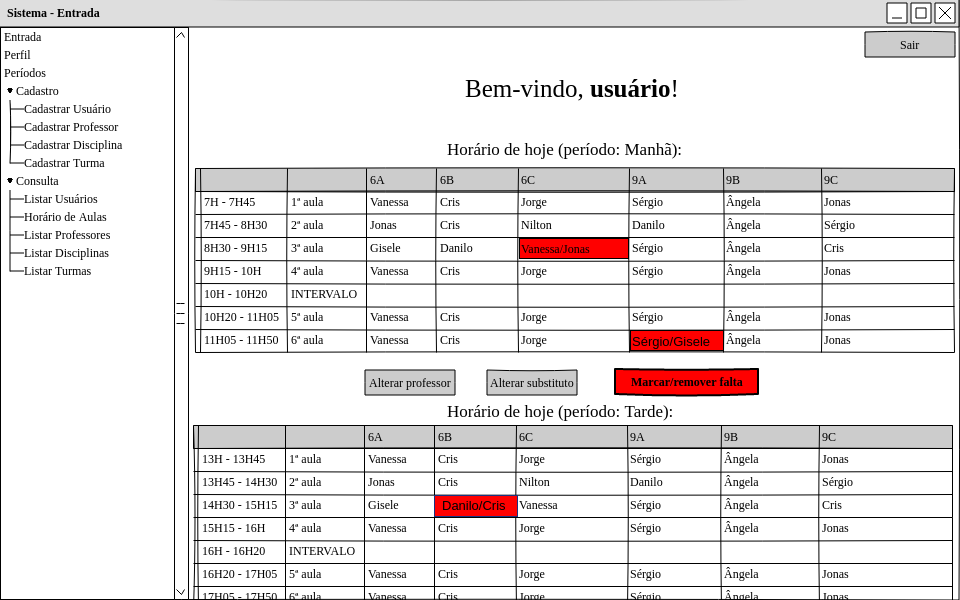 Sistema - Entrada
Sair
Entrada
Perfil
Períodos
Cadastro
Cadastrar Usuário
Cadastrar Professor
Cadastrar Disciplina
Cadastrar Turma
Consulta
Listar Usuários
Horário de Aulas
Listar Professores
Listar Disciplinas
Listar Turmas
Bem-vindo, usuário!
Horário de hoje (período: Manhã):
6A 6B 6C 9A 9B 9C
7H - 7H45 1ª aula Vanessa Cris Jorge Sérgio Ângela Jonas
7H45 - 8H30 2ª aula Jonas Cris Nilton Danilo Ângela Sérgio
8H30 - 9H15 3ª aula Gisele Danilo Vanessa/Jonas Sérgio Ângela Cris
9H15 - 10H 4ª aula Vanessa Cris Jorge Sérgio Ângela Jonas
10H - 10H20 INTERVALO
10H20 - 11H05 5ª aula Vanessa Cris Jorge Sérgio Ângela Jonas
11H05 - 11H50 6ª aula Vanessa Cris Jorge Sérgio/Gisele Ângela Jonas
Alterar professor Alterar substituto Marcar/remover falta
Horário de hoje (período: Tarde):
6A 6B 6C 9A 9B 9C
13H - 13H45 1ª aula Vanessa Cris Jorge Sérgio Ângela Jonas
13H45 - 14H30 2ª aula Jonas Cris Nilton Danilo Ângela Sérgio
14H30 - 15H15 3ª aula Gisele Danilo/Cris Vanessa Sérgio Ângela Cris
15H15 - 16H 4ª aula Vanessa Cris Jorge Sérgio Ângela Jonas
16H - 16H20 INTERVALO
16H20 - 17H05 5ª aula Vanessa Cris Jorge Sérgio Ângela Jonas
17H05 - 17H50 6ª aula Vanessa Cris Jorge Sérgio Ângela Jonas